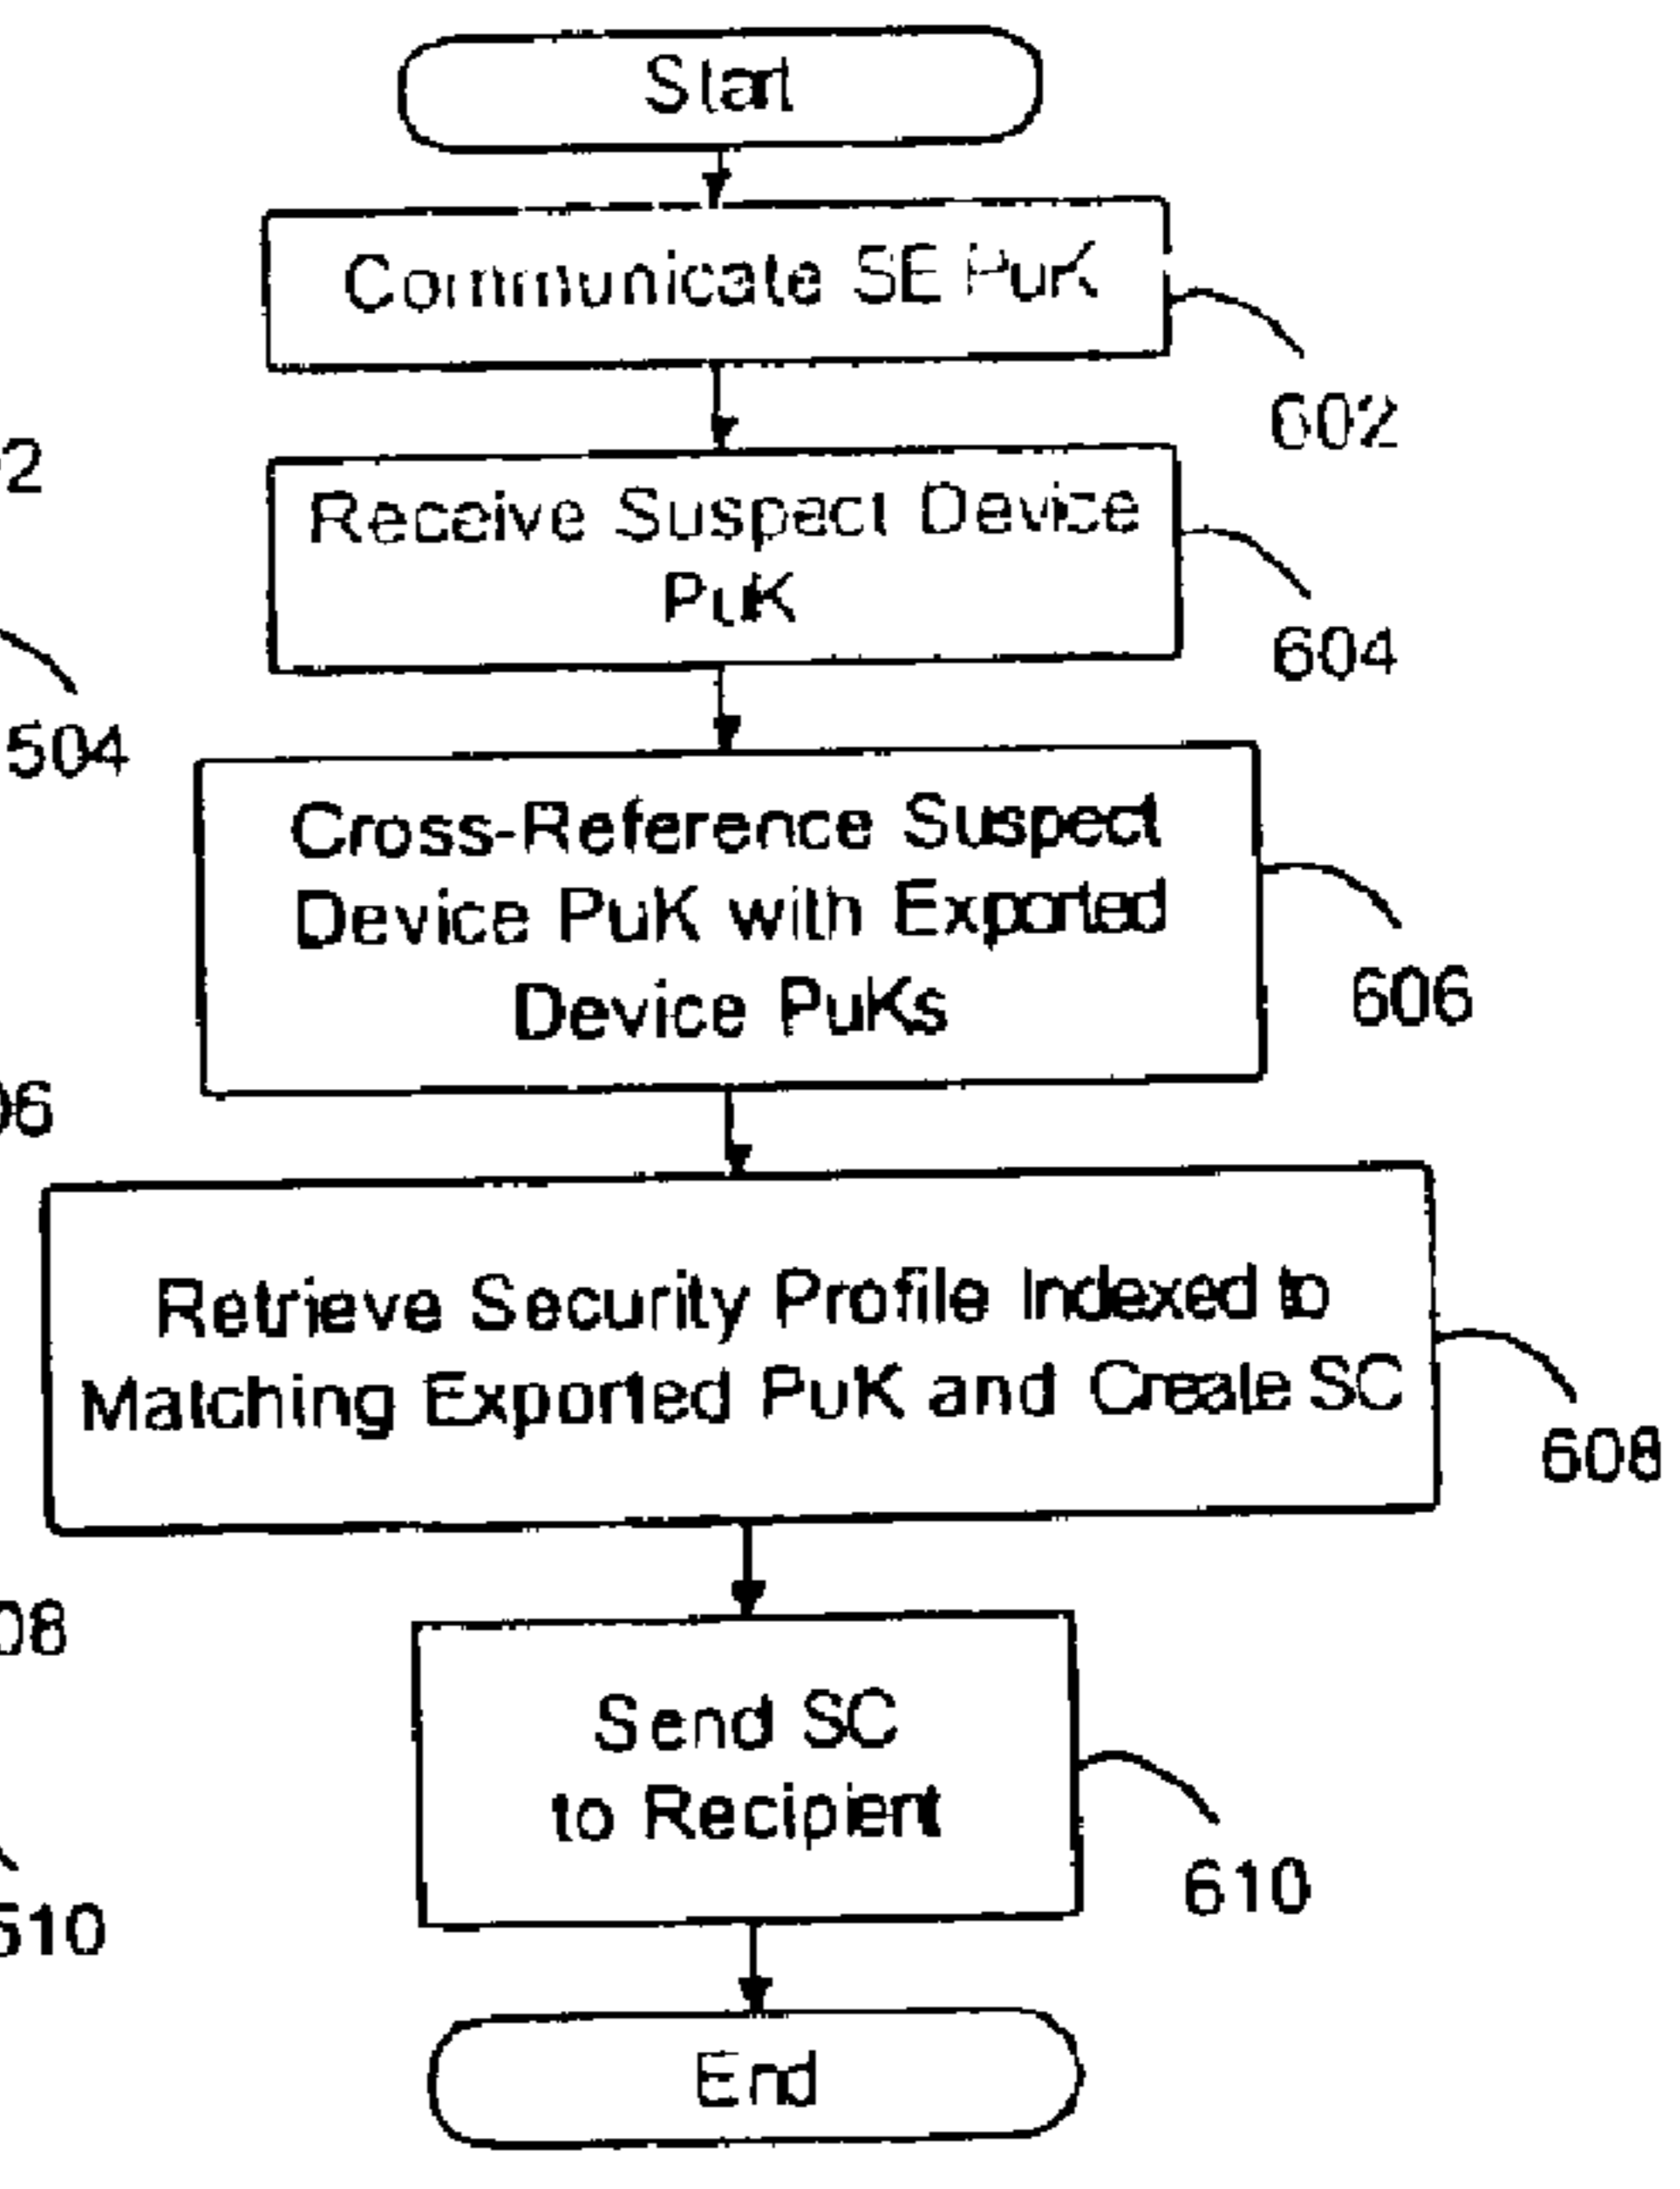 Start
Communicate SE PuK
602
Receive Suspect Device
PuK
604
504
Cross-Reference Suspect
Device PuK with Exported
Device PuKs
606
Retrieve Security Profile Indexed to
Matching Exported PuK and Create SC
608
Send SC
to Recipient
610
510
End